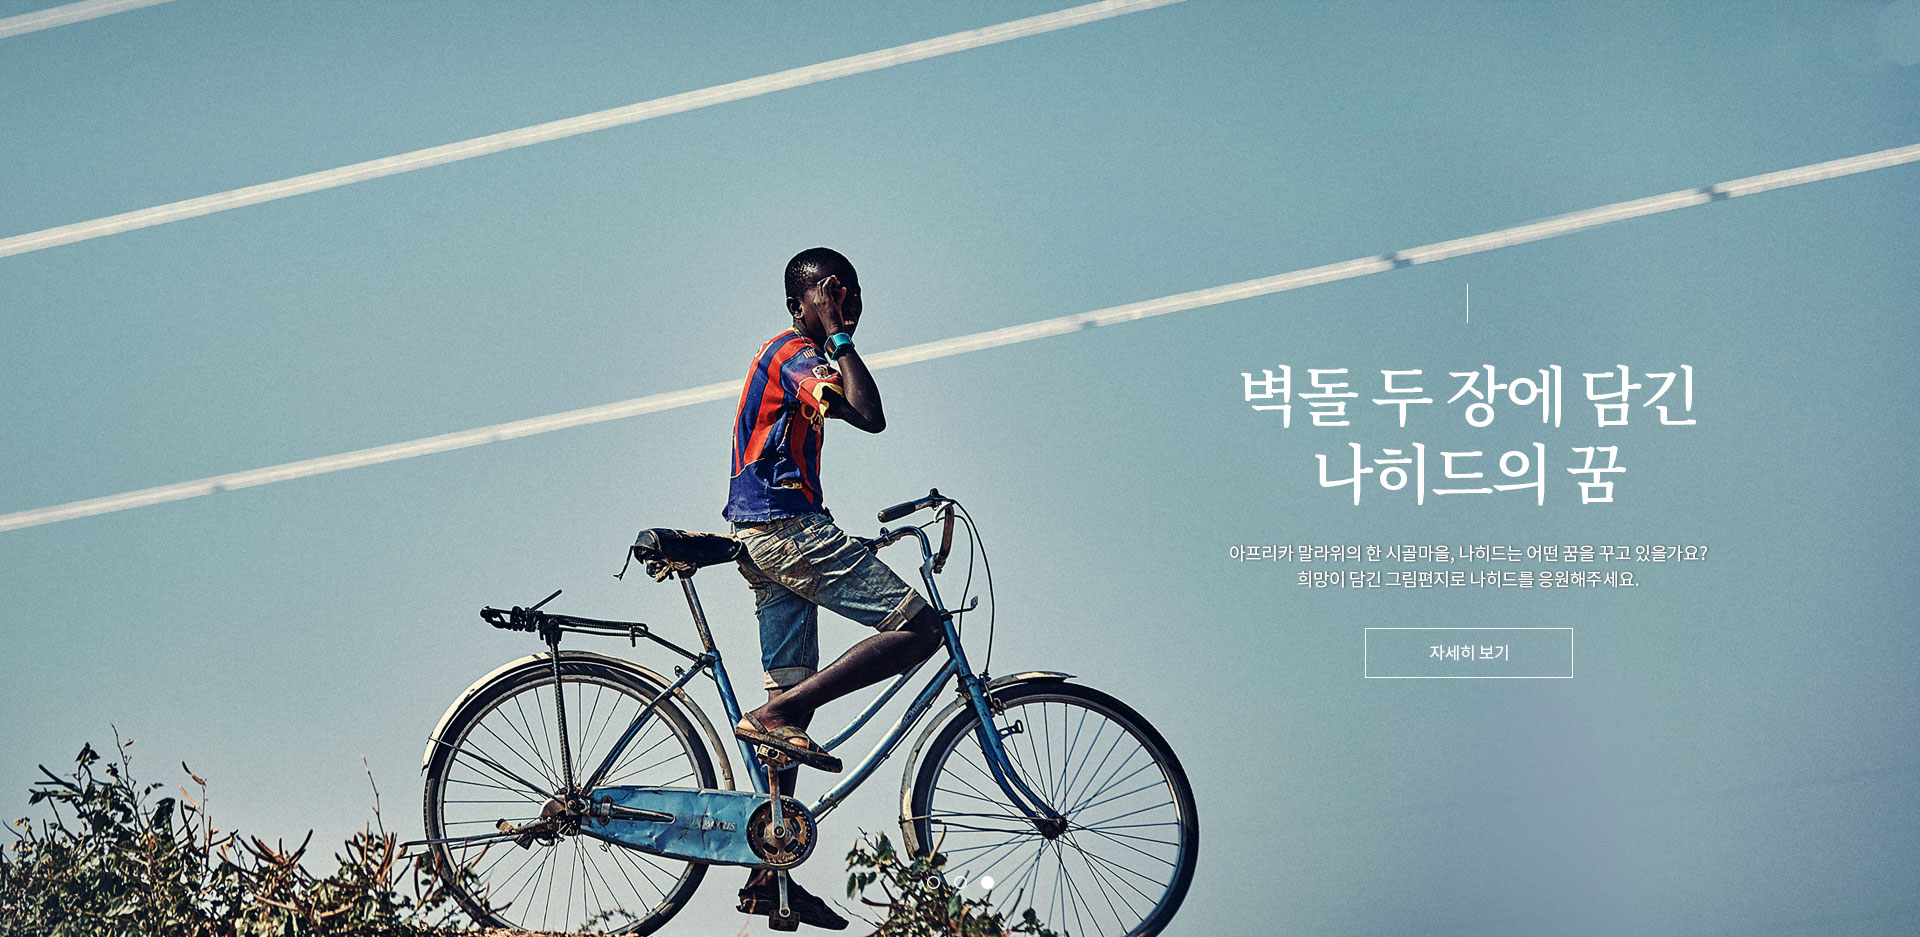 벽돌 두 장에 담긴
나히드의 꿈
아프리카 말라위의 한 시골마을, 나히드는 어떤 꿈을 꾸고 있을가요?
희망이 담긴 그림편지로 나히드를 응원해주세요.
자세히 보기